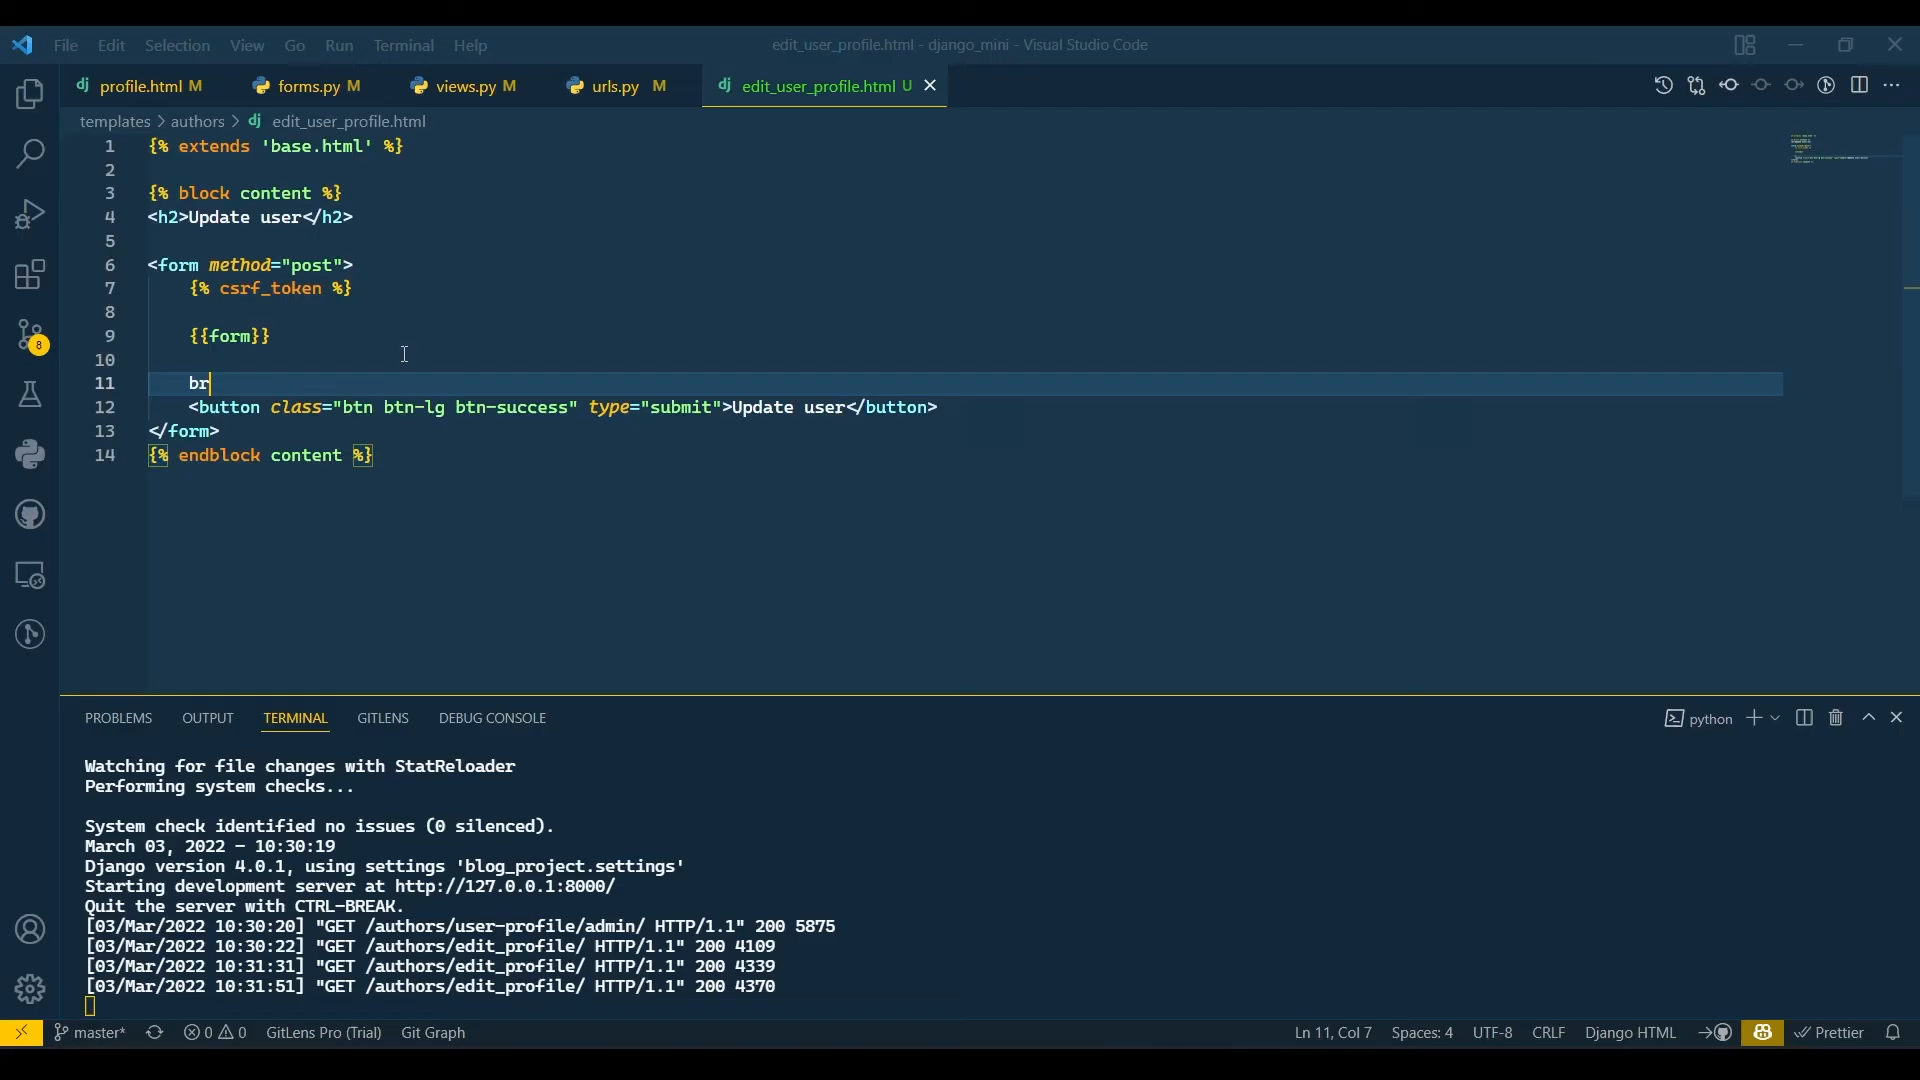 File Edit Selection View Go Run Terminal Help edit_user_profile.html - django_mini - Visual Studio Code
dj profile.html M forms.py M views.py M urls.py M dj edit_user_profile.html U
templates > authors > dj edit_user_profile.html
1 {% extends 'base.html' %}
2
3 {% block content %}
4 <h2>Update user</h2>
5
6 <form method="post">
7 {% csrf_token %}
8
9 {{form}}
10
11 br
12 <button class="btn btn-lg btn-success" type="submit">Update user</button>
13 </form>
14 {% endblock content %}
8
PROBLEMS OUTPUT TERMINAL GITLENS DEBUG CONSOLE python
Watching for file changes with StatReloader
Performing system checks...
System check identified no issues (0 silenced).
March 03, 2022 - 10:30:19
Django version 4.0.1, using settings 'blog_project.settings'
Starting development server at http://127.0.0.1:8000/
Quit the server with CTRL-BREAK.
[03/Mar/2022 10:30:20] "GET /authors/user-profile/admin/ HTTP/1.1" 200 5875
[03/Mar/2022 10:30:22] "GET /authors/edit_profile/ HTTP/1.1" 200 4109
[03/Mar/2022 10:31:31] "GET /authors/edit_profile/ HTTP/1.1" 200 4339
[03/Mar/2022 10:31:51] "GET /authors/edit_profile/ HTTP/1.1" 200 4370
master* 0 0 GitLens Pro (Trial) Git Graph Ln 11, Col 7 Spaces: 4 UTF-8 CRLF Django HTML Prettier